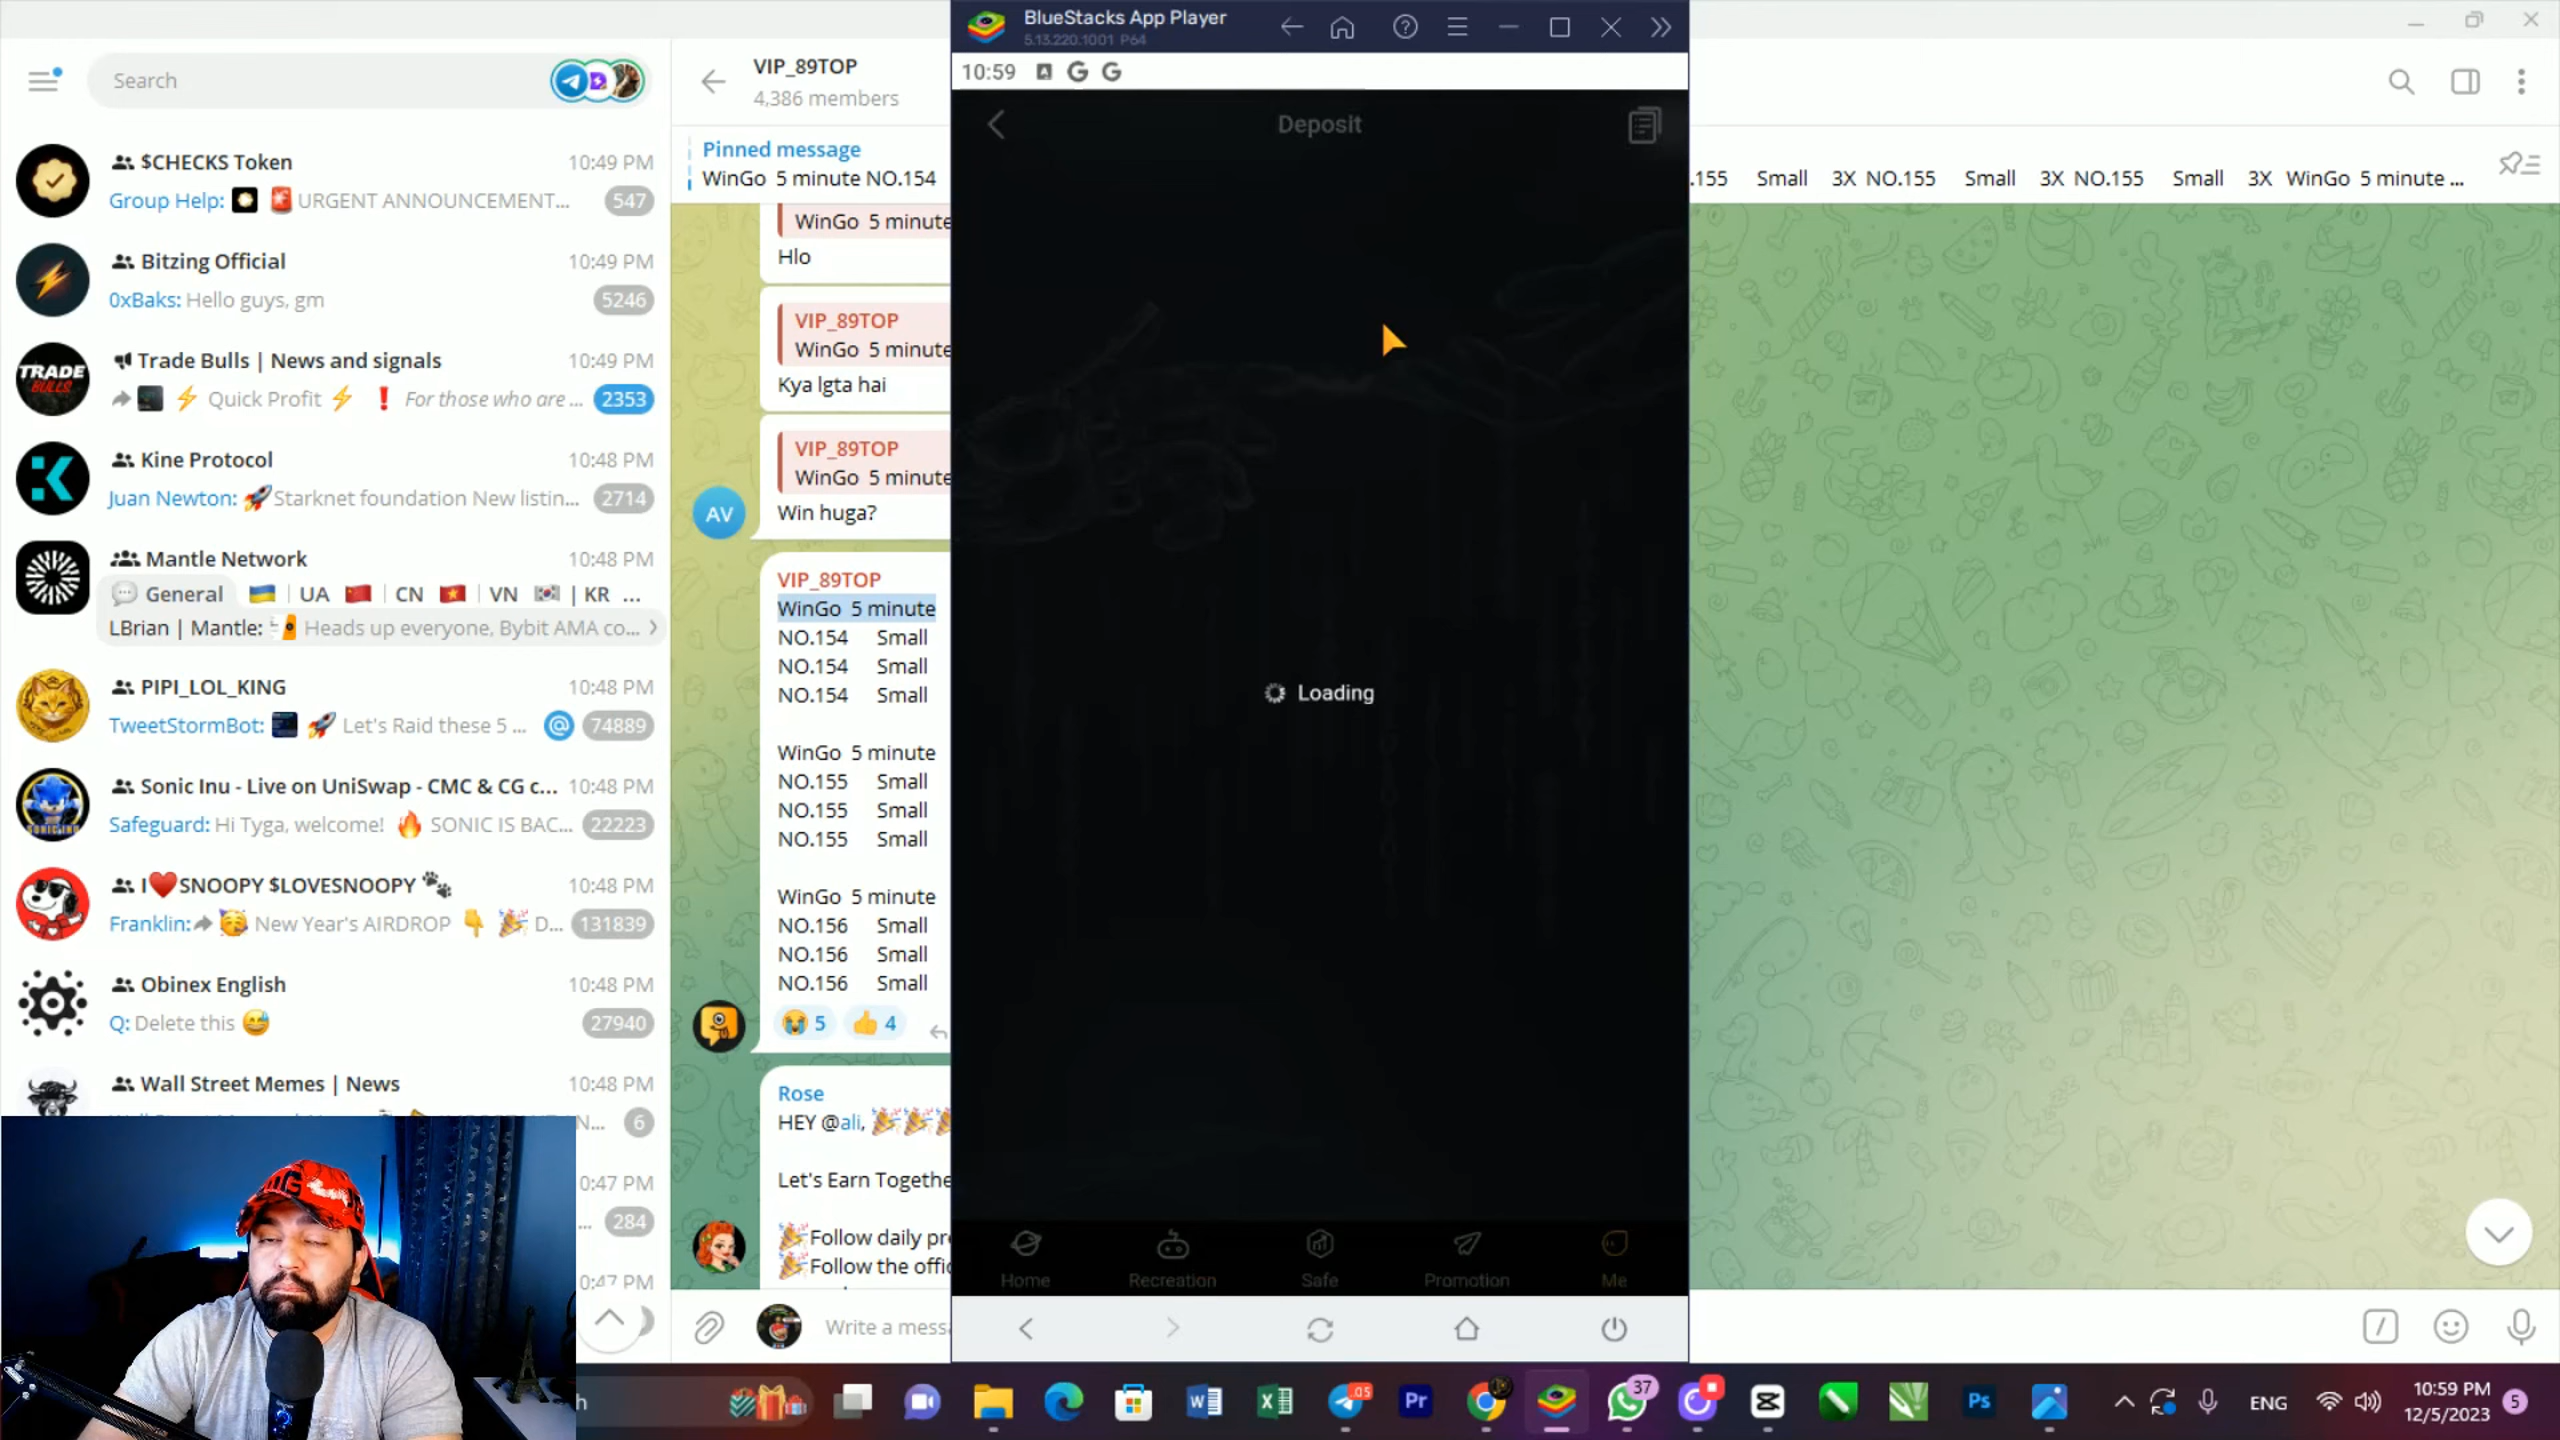 Search
$CHECKS Token
10:49 PM
Group Help: URGENT ANNOUNCEMENT...
547
Bitzing Official
10:49 PM
0xBaks: Hello guys, gm
5246
Trade Bulls | News and signals
10:49 PM
TRADE
BULLS
Quick Profit ⚡ ❗ For those who are ...
2353
Kine Protocol
10:48 PM
Juan Newton: 🚀Starknet foundation New listin...
2714
Mantle Network
10:48 PM
General UA CN VN | KR ...
LBrian | Mantle: Heads up everyone, Bybit AMA co...
PIPI_LOL_KING
10:48 PM
TweetStormBot: 🚀 Let's Raid these 5 ...
@ 74889
Sonic Inu - Live on UniSwap - CMC & CG c...
10:48 PM
Safeguard: Hi Tyga, welcome! 🔥 SONIC IS BAC...
22223
I❤️SNOOPY $LOVESNOOPY 🐾
10:48 PM
Franklin: 🥳 New Year's AIRDROP 👇 🎉 D...
131839
Obinex English
10:48 PM
Q: Delete this 😅
27940
Wall Street Memes | News
10:48 PM
N...
6
0:47 PM
...
284
0:47 PM
VIP_89TOP
4,386 members
Pinned message
WinGo 5 minute NO.154
.155 Small 3X NO.155 Small 3X NO.155 Small 3X WinGo 5 minute ...
WinGo 5 minute
Hlo
VIP_89TOP
WinGo 5 minute
Kya lgta hai
VIP_89TOP
WinGo 5 minute
Win huga?
AV
VIP_89TOP
WinGo 5 minute
NO.154 Small
NO.154 Small
NO.154 Small
WinGo 5 minute
NO.155 Small
NO.155 Small
NO.155 Small
WinGo 5 minute
NO.156 Small
NO.156 Small
NO.156 Small
😭 5 👍 4
Rose
HEY @ali, 🎉🎉🎉
Let's Earn Togethe
🎉Follow daily pr
🎉Follow the offic
Write a mess
BlueStacks App Player
5.13.220.1001 P64
10:59 A G G
Deposit
Loading
Home
Recreation
Safe
Promotion
Me
h
.05
Pr
37
Ps
ENG
10:59 PM
12/5/2023
5